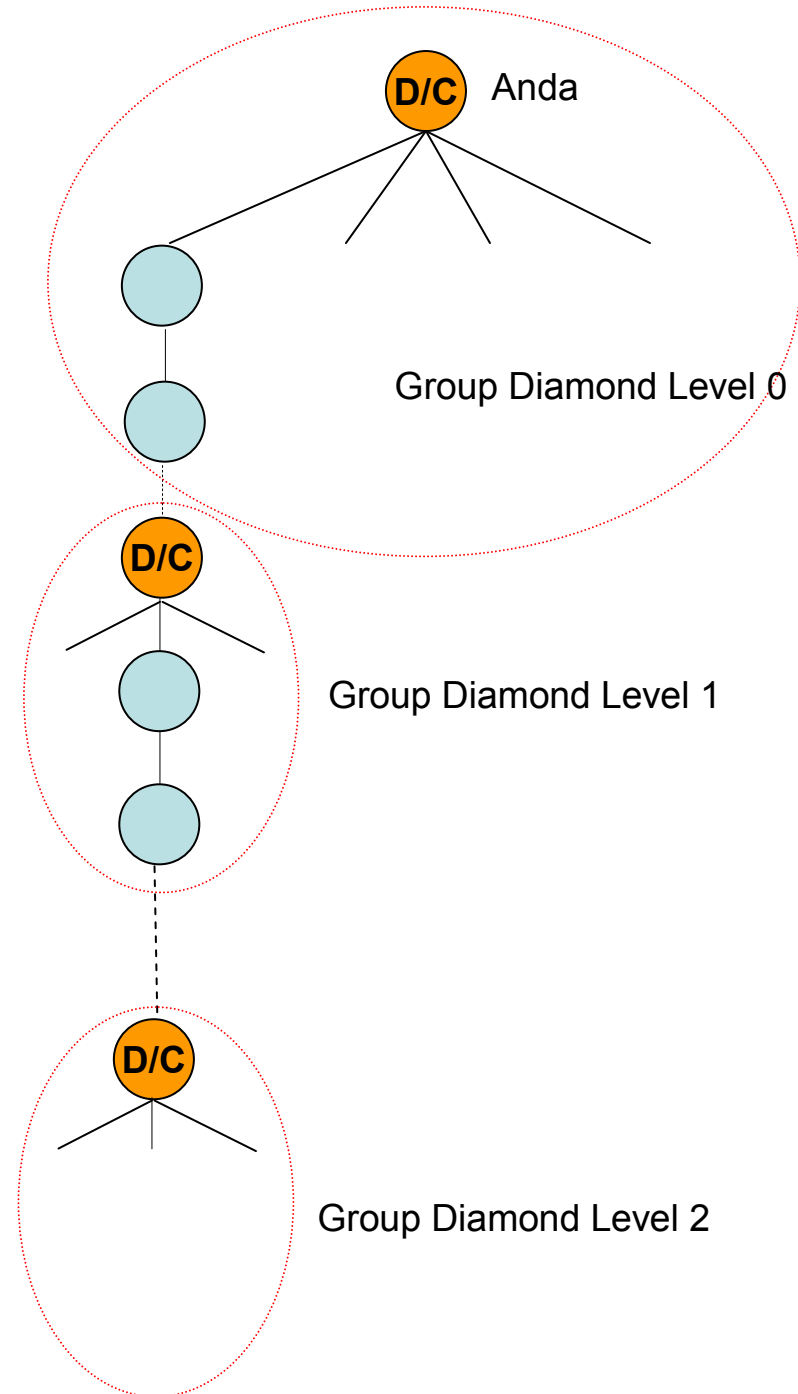 D/C Anda
Group Diamond Level 0
D/C
Group Diamond Level 1
D/C
Group Diamond Level 2